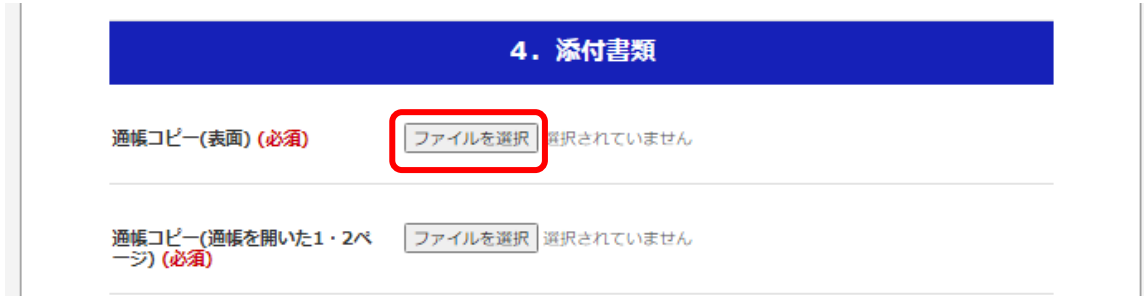 4．添付書類
通帳コピー(表面) (必須)
ファイルを選択 選択されていません
通帳コピー(通帳を開いた1・2ペ
ージ) (必須)
ファイルを選択 選択されていません